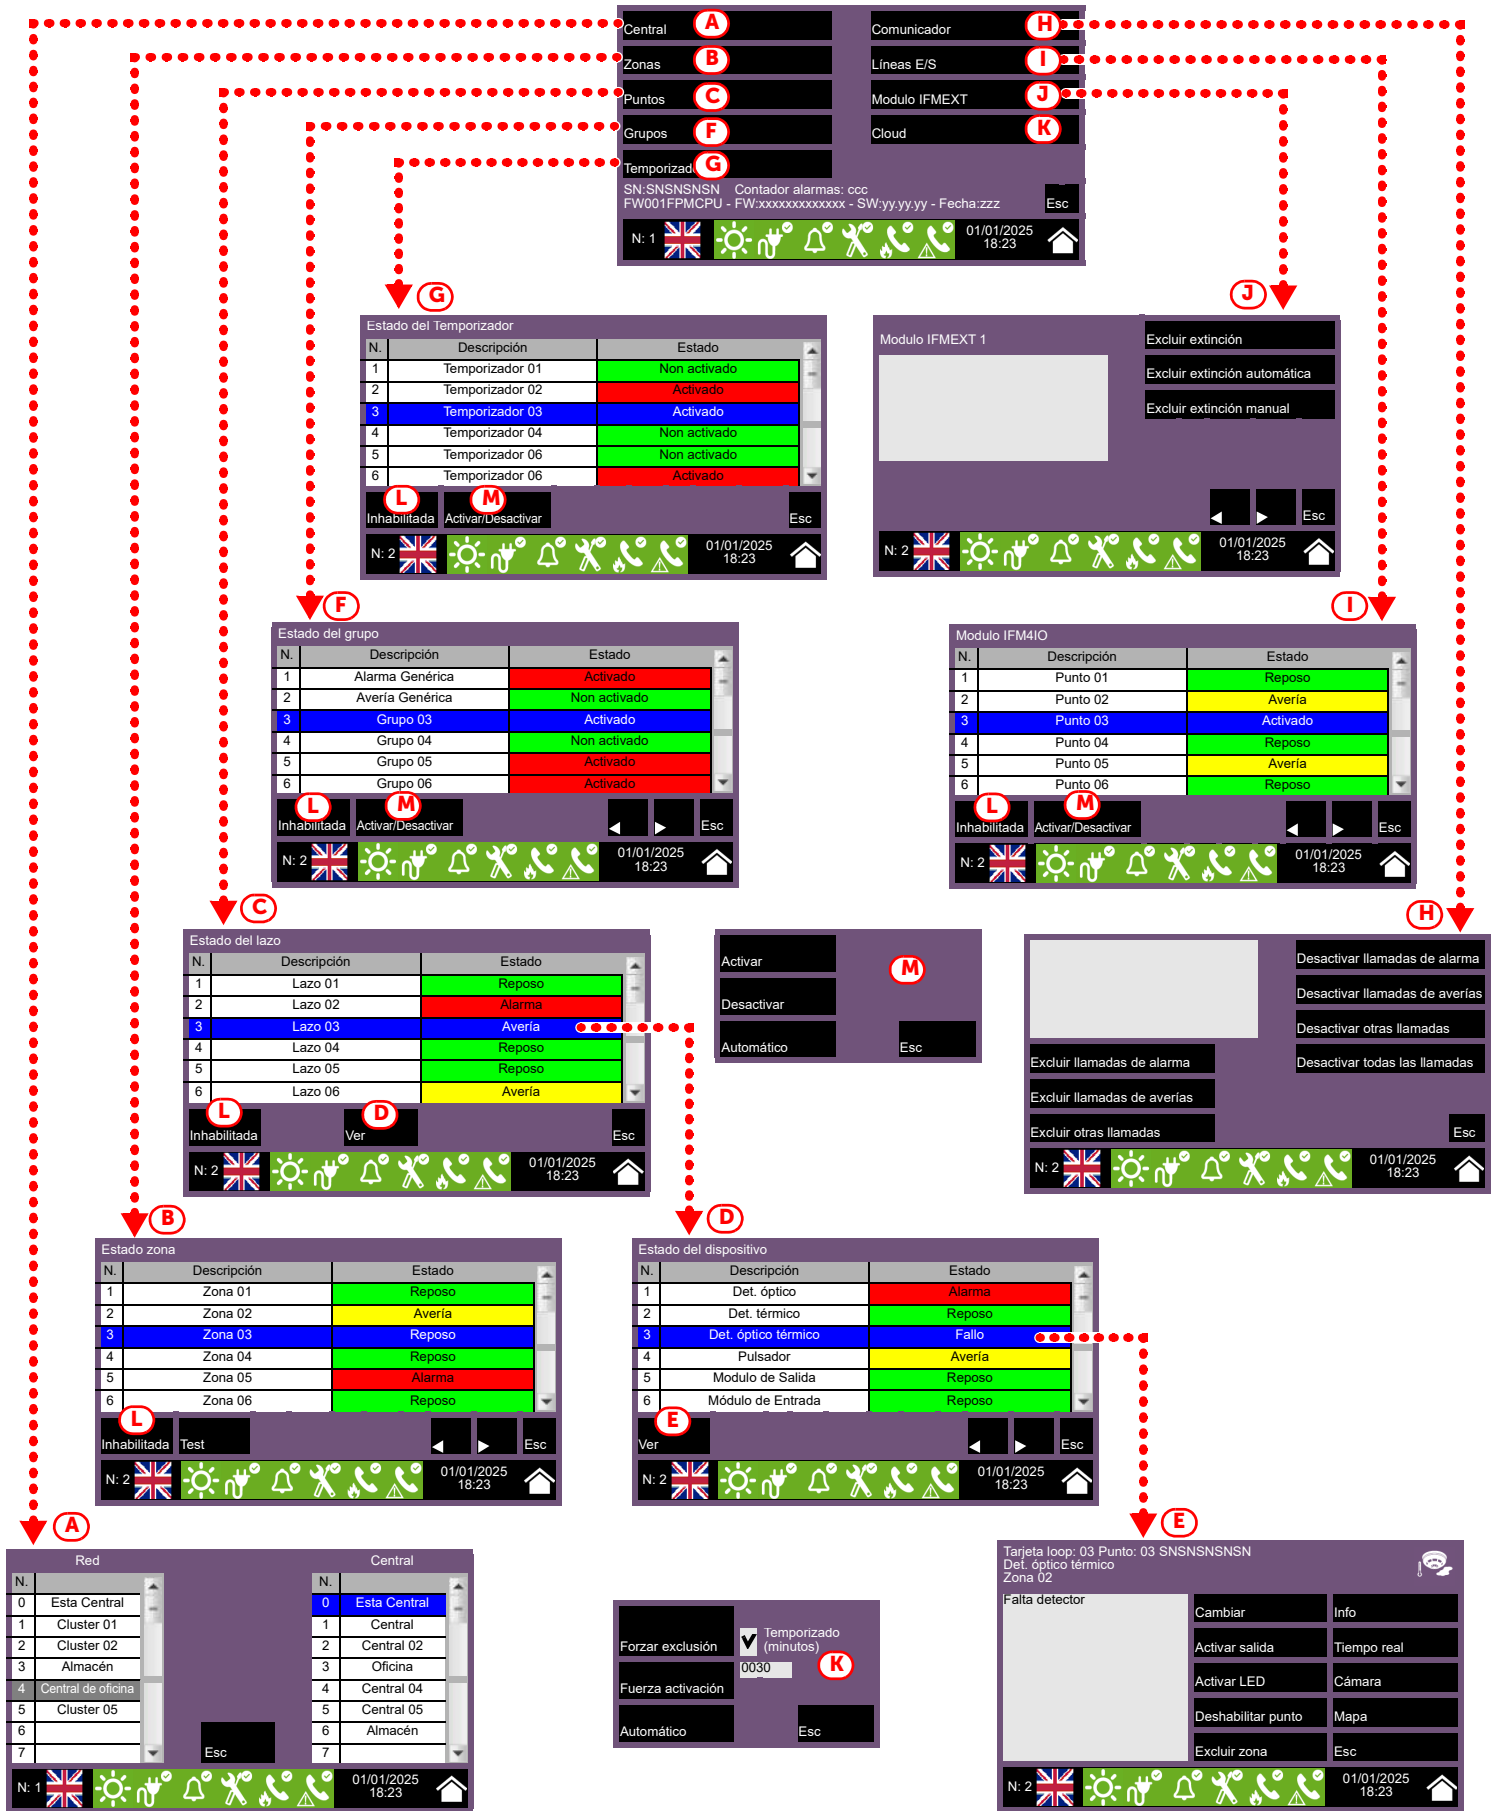 Central A
Comunicador H
Zonas B
Líneas E/S I
Puntos C
Modulo IFMEXT J
Grupos F
Cloud K
Temporizad G
SN:SNSNSNSN Contador alarmas: ccc
FW001FPMCPU - FW:xxxxxxxxxxxxx - SW:yy.yy.yy - Fecha:zzz
Esc
N: 1 01/01/2025 18:23
G
Estado del Temporizador
N. Descripción Estado
1 Temporizador 01 Non activado
2 Temporizador 02 Activado
3 Temporizador 03 Activado
4 Temporizador 04 Non activado
5 Temporizador 06 Non activado
6 Temporizador 06 Activado
L M
Inhabilitada Activar/Desactivar Esc
N: 2 01/01/2025 18:23
J
Modulo IFMEXT 1
Excluir extinción
Excluir extinción automática
Excluir extinción manual
Esc
N: 2 01/01/2025 18:23
F
Estado del grupo
N. Descripción Estado
1 Alarma Genérica Activado
2 Avería Genérica Non activado
3 Grupo 03 Activado
4 Grupo 04 Non activado
5 Grupo 05 Activado
6 Grupo 06 Activado
L M
Inhabilitada Activar/Desactivar Esc
N: 2 01/01/2025 18:23
I
Modulo IFM4IO
N. Descripción Estado
1 Punto 01 Reposo
2 Punto 02 Avería
3 Punto 03 Activado
4 Punto 04 Reposo
5 Punto 05 Avería
6 Punto 06 Reposo
L M
Inhabilitada Activar/Desactivar Esc
N: 2 01/01/2025 18:23
C
Estado del lazo
N. Descripción Estado
1 Lazo 01 Reposo
2 Lazo 02 Alarma
3 Lazo 03 Avería
4 Lazo 04 Reposo
5 Lazo 05 Reposo
6 Lazo 06 Avería
L D
Inhabilitada Ver Esc
N: 2 01/01/2025 18:23
M
Activar
Desactivar
Automático Esc
H
Desactivar llamadas de alarma
Desactivar llamadas de averías
Desactivar otras llamadas
Desactivar todas las llamadas
Excluir llamadas de alarma
Excluir llamadas de averías
Excluir otras llamadas
Esc
N: 2 01/01/2025 18:23
B
Estado zona
N. Descripción Estado
1 Zona 01 Reposo
2 Zona 02 Avería
3 Zona 03 Reposo
4 Zona 04 Reposo
5 Zona 05 Alarma
6 Zona 06 Reposo
L
Inhabilitada Test Esc
N: 2 01/01/2025 18:23
D
Estado del dispositivo
N. Descripción Estado
1 Det. óptico Alarma
2 Det. térmico Reposo
3 Det. óptico térmico Fallo
4 Pulsador Avería
5 Modulo de Salida Reposo
6 Módulo de Entrada Reposo
E
Ver Esc
N: 2 01/01/2025 18:23
A
Red Central
N. N.
0 Esta Central 0 Esta Central
1 Cluster 01 1 Central
2 Cluster 02 2 Central 02
3 Almacén 3 Oficina
4 Central de oficina 4 Central 04
5 Cluster 05 5 Central 05
6 6 Almacén
7 7
Esc
N: 1 01/01/2025 18:23
Forzar exclusión
Temporizado (minutos)
0030
K
Fuerza activación
Automático Esc
E
Tarjeta loop: 03 Punto: 03 SNSNSNSNSN
Det. óptico térmico
Zona 02
Falta detector
Cambiar Info
Activar salida Tiempo real
Activar LED Cámara
Deshabilitar punto Mapa
Excluir zona Esc
N: 2 01/01/2025 18:23